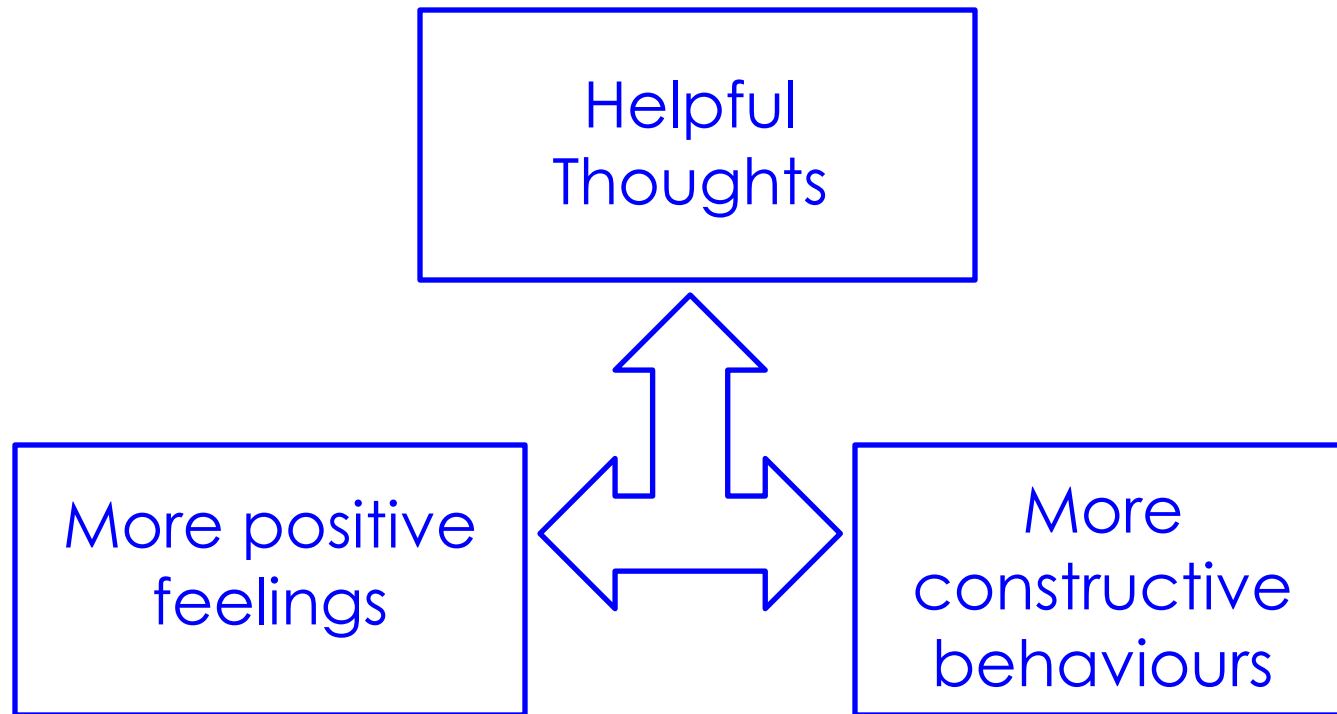 Helpful
Thoughts
More positive
feelings
More
constructive
behaviours